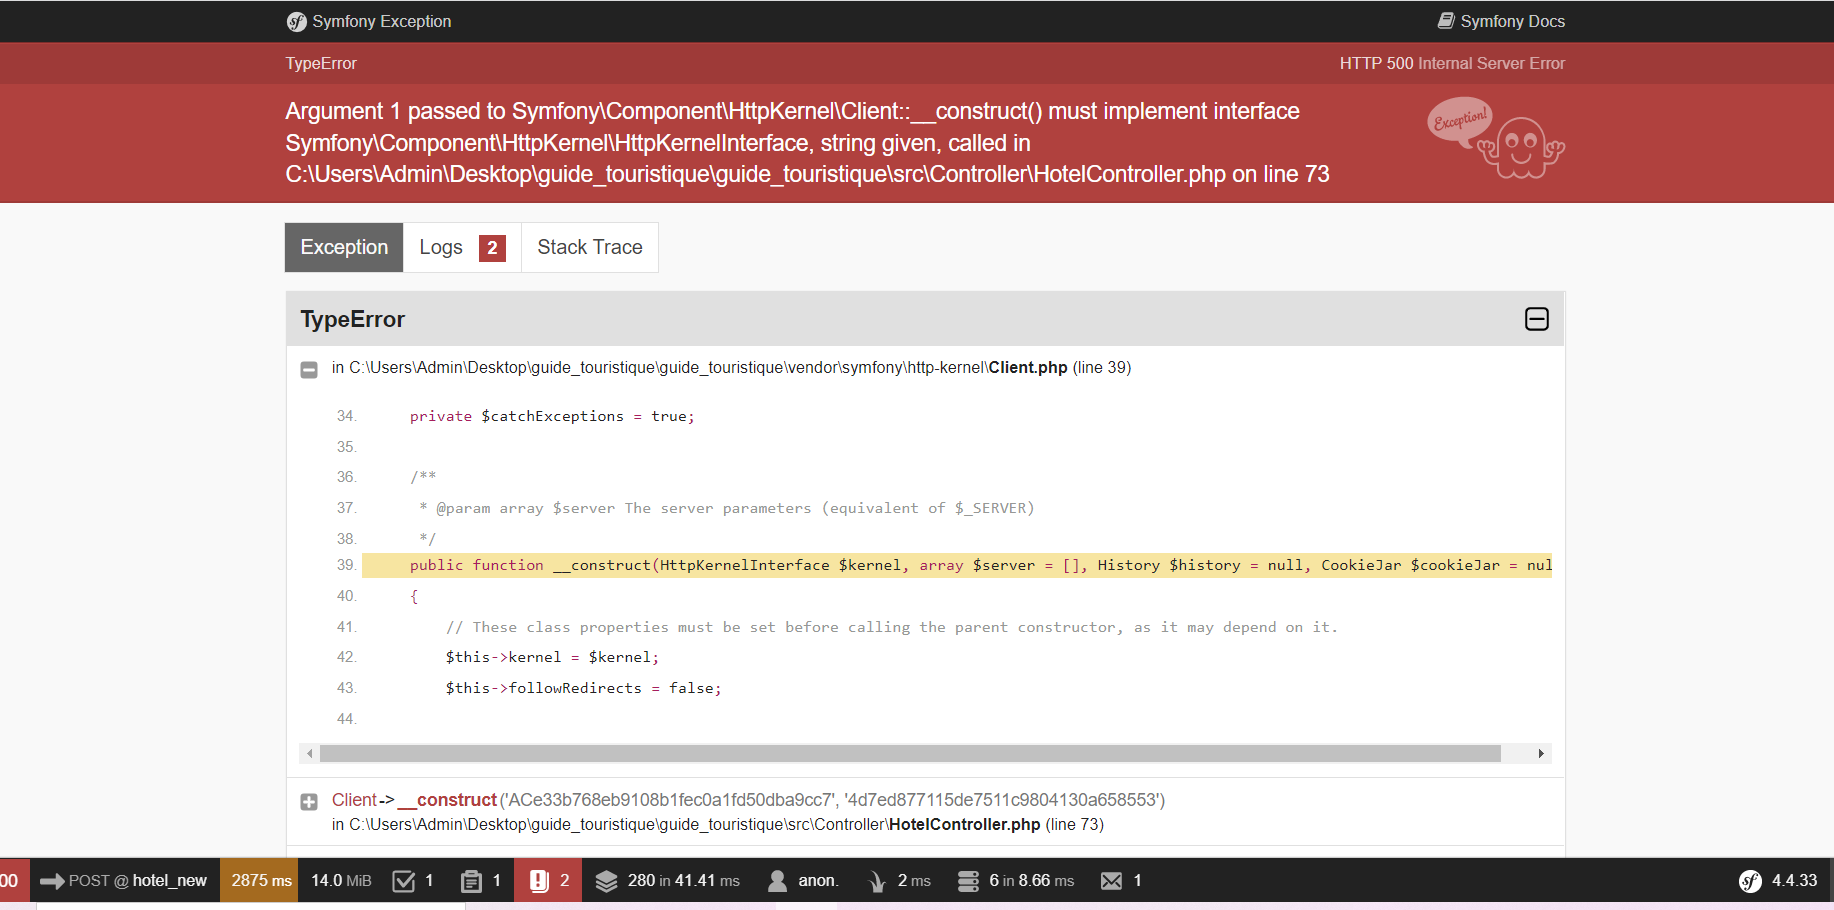 Symfony Exception
Symfony Docs
TypeError
HTTP 500 Internal Server Error
Argument 1 passed to Symfony\Component\HttpKernel\Client::__construct() must implement interface
Symfony\Component\HttpKernel\HttpKernelInterface, string given, called in
C:\Users\Admin\Desktop\guide_touristique\guide_touristique\src\Controller\HotelController.php on line 73
Exception!
Exception
Logs 2
Stack Trace
TypeError
in C:\Users\Admin\Desktop\guide_touristique\guide_touristique\vendor\symfony\http-kernel\Client.php (line 39)
34. private $catchExceptions = true;
35.
36. /**
37. * @param array $server The server parameters (equivalent of $_SERVER)
38. */
39. public function __construct(HttpKernelInterface $kernel, array $server = [], History $history = null, CookieJar $cookieJar = nul
40. {
41. // These class properties must be set before calling the parent constructor, as it may depend on it.
42. $this->kernel = $kernel;
43. $this->followRedirects = false;
44.
Client->__construct('ACe33b768eb9108b1fec0a1fd50dba9cc7', '4d7ed877115de7511c9804130a658553')
in C:\Users\Admin\Desktop\guide_touristique\guide_touristique\src\Controller\HotelController.php (line 73)
00 POST @ hotel_new 2875 ms 14.0 MiB 1 1 2 280 in 41.41 ms anon. 2 ms 6 in 8.66 ms 1 sf 4.4.33